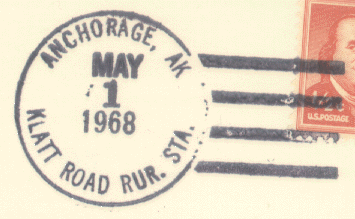 ANCHORAGE, AK
MAY
1
1968
KLATT ROAD RUR. STA.
U.S. POSTAGE